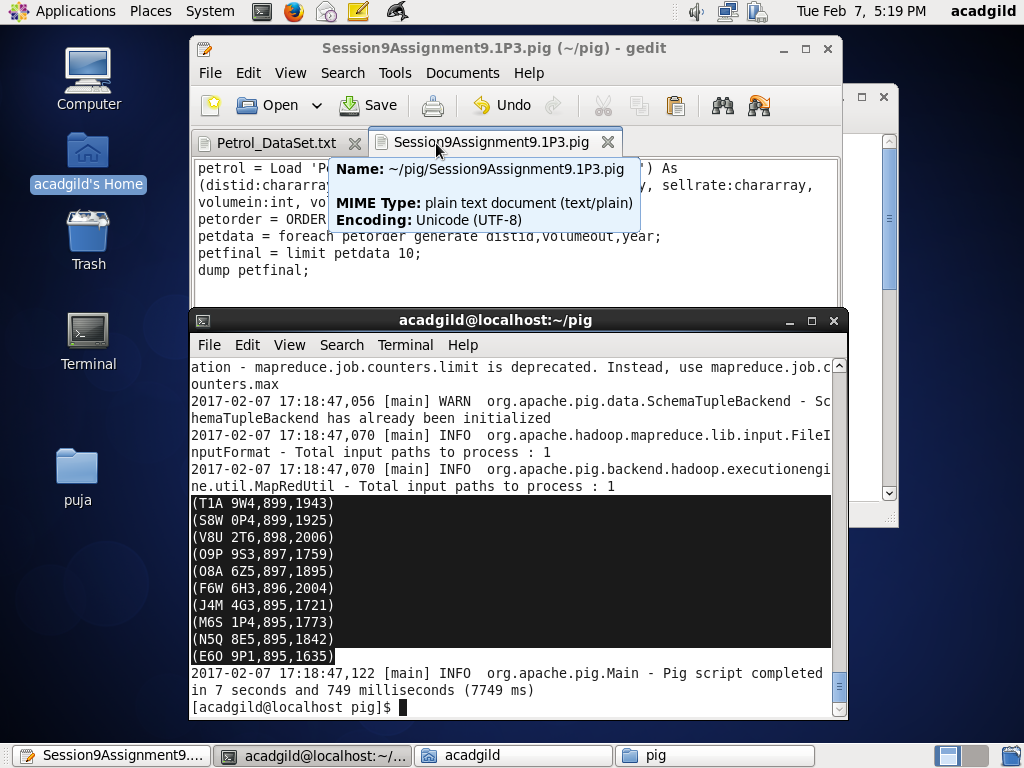 Applications Places System
Tue Feb 7, 5:19 PM acadgild
Computer
acadgild's Home
Trash
Terminal
puja
Session9Assignment9.1P3.pig (~/pig) - gedit
File Edit View Search Tools Documents Help
Open Save Undo
Petrol_DataSet.txt Session9Assignment9.1P3.pig
petrol = Load 'P ') As
(distid:charar , sellrate:chararray,
volumein:int, vo
petorder = ORDER
petdata = foreach petorder generate distid,volumeout,year;
petfinal = limit petdata 10;
dump petfinal;
Name: ~/pig/Session9Assignment9.1P3.pig
MIME Type: plain text document (text/plain)
Encoding: Unicode (UTF-8)
acadgild@localhost:~/pig
File Edit View Search Terminal Help
ation - mapreduce.job.counters.limit is deprecated. Instead, use mapreduce.job.c
ounters.max
2017-02-07 17:18:47,056 [main] WARN  org.apache.pig.data.SchemaTupleBackend - Sc
hemaTupleBackend has already been initialized
2017-02-07 17:18:47,070 [main] INFO  org.apache.hadoop.mapreduce.lib.input.FileI
nputFormat - Total input paths to process : 1
2017-02-07 17:18:47,070 [main] INFO  org.apache.pig.backend.hadoop.executionengi
ne.util.MapRedUtil - Total input paths to process : 1
(T1A 9W4,899,1943)
(S8W 0P4,899,1925)
(V8U 2T6,898,2006)
(O9P 9S3,897,1759)
(O8A 6Z5,897,1895)
(F6W 6H3,896,2004)
(J4M 4G3,895,1721)
(M6S 1P4,895,1773)
(N5Q 8E5,895,1842)
(E6O 9P1,895,1635)
2017-02-07 17:18:47,122 [main] INFO  org.apache.pig.Main - Pig script completed
in 7 seconds and 749 milliseconds (7749 ms)
[acadgild@localhost pig]$
Session9Assignment9.... acadgild@localhost:~/... acadgild pig